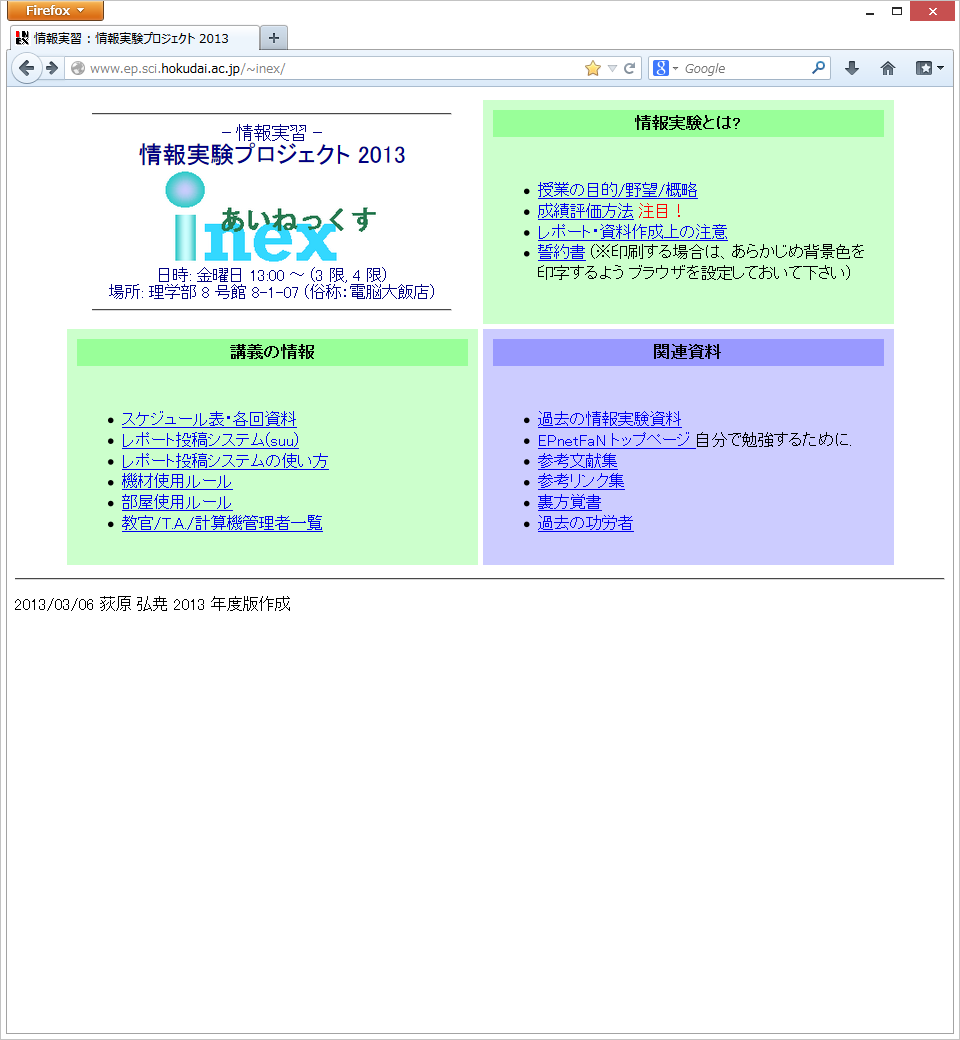 Firefox
情報実習：情報実験プロジェクト 2013
www.ep.sci.hokudai.ac.jp/~inex/
Google
− 情報実習 −
情報実験プロジェクト 2013
あいねっくす
inex
日時: 金曜日 13:00 ～ (3 限, 4 限)
場所: 理学部 8 号館 8-1-07 (俗称：電脳大飯店)
情報実験とは?
授業の目的/野望/概略
成績評価方法 注目！
レポート・資料作成上の注意
誓約書 (※印刷する場合は、あらかじめ背景色を
印字するよう ブラウザを設定しておいて下さい)
講義の情報
スケジュール表・各回資料
レポート投稿システム(suu)
レポート投稿システムの使い方
機材使用ルール
部屋使用ルール
教官/T.A./計算機管理者一覧
関連資料
過去の情報実験資料
EPnetFaN トップページ 自分で勉強するために.
参考文献集
参考リンク集
裏方覚書
過去の功労者
2013/03/06 荻原 弘尭 2013 年度版作成